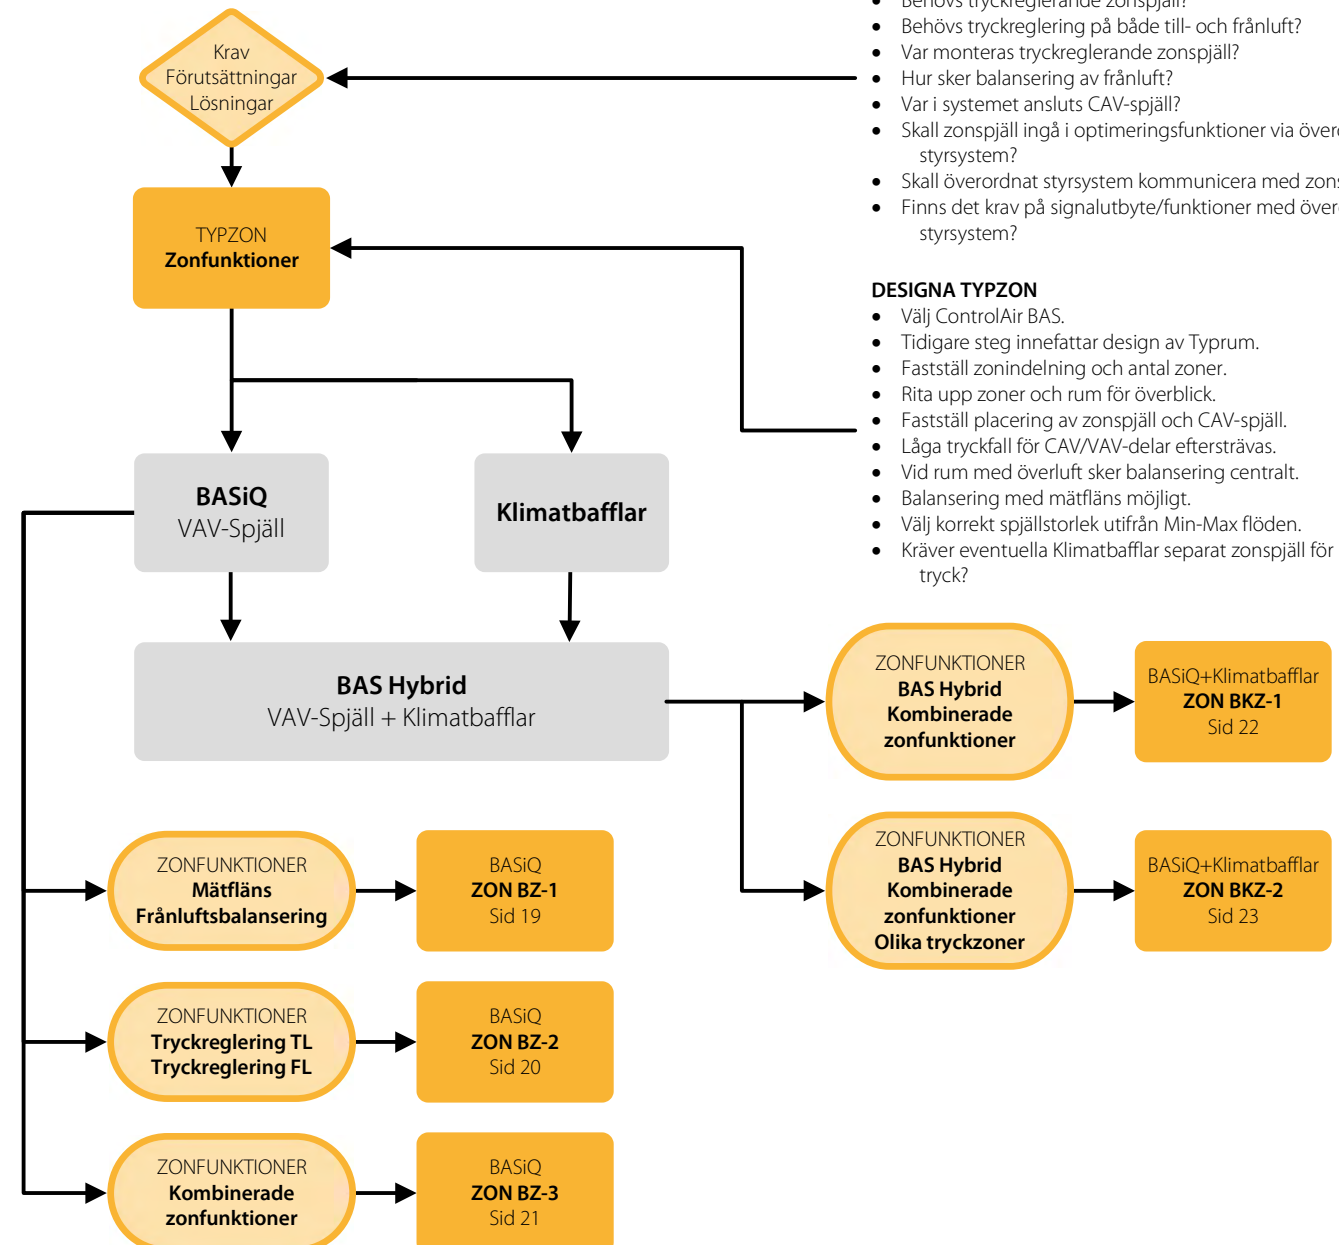 • Behövs tryckreglerande zonspjäll?
• Behövs tryckreglering på både till- och frånluft?
• Var monteras tryckreglerande zonspjäll?
• Hur sker balansering av frånluft?
• Var i systemet ansluts CAV-spjäll?
• Skall zonspjäll ingå i optimeringsfunktioner via
styrsystem?
• Skall överordnat styrsystem kommunicera med
• Finns det krav på signalutbyte/funktioner med
styrsystem?
Krav
Förutsättningar
Lösningar
TYPZON
Zonfunktioner
DESIGNA TYPZON
• Välj ControlAir BAS.
• Tidigare steg innefattar design av Typrum.
• Fastställ zonindelning och antal zoner.
• Rita upp zoner och rum för överblick.
• Fastställ placering av zonspjäll och CAV-spjäll.
• Låga tryckfall för CAV/VAV-delar eftersträvas.
• Vid rum med överluft sker balansering centralt.
• Balansering med mätfläns möjligt.
• Välj korrekt spjällstorlek utifrån Min-Max flöden.
• Kräver eventuella Klimatbafflar separat zonspjäll för
tryck?
BASiQ
VAV-Spjäll
Klimatbafflar
BAS Hybrid
VAV-Spjäll + Klimatbafflar
ZONFUNKTIONER
BAS Hybrid
Kombinerade
zonfunktioner
BASiQ+Klimatbafflar
ZON BKZ-1
Sid 22
ZONFUNKTIONER
BAS Hybrid
Kombinerade
zonfunktioner
Olika tryckzoner
BASiQ+Klimatbafflar
ZON BKZ-2
Sid 23
ZONFUNKTIONER
Mätfläns
Frånluftsbalansering
BASiQ
ZON BZ-1
Sid 19
ZONFUNKTIONER
Tryckreglering TL
Tryckreglering FL
BASiQ
ZON BZ-2
Sid 20
ZONFUNKTIONER
Kombinerade
zonfunktioner
BASiQ
ZON BZ-3
Sid 21